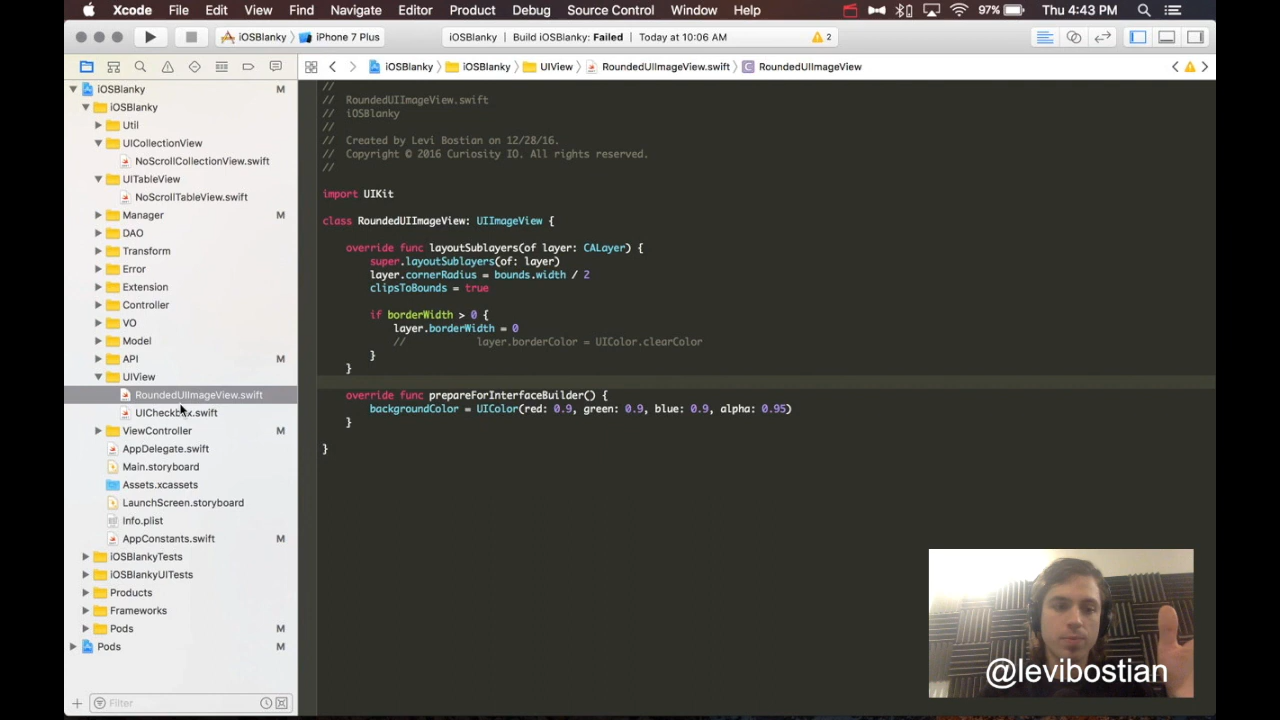 Xcode File Edit View Find Navigate Editor Product Debug Source Control Window Help 97% Thu 4:43 PM
iOSBlanky iPhone 7 Plus iOSBlanky | Build iOSBlanky: Failed | Today at 10:06 AM 2
iOSBlanky iOSBlanky UIView RoundedUIImageView.swift RoundedUIImageView
iOSBlanky M
iOSBlanky
Util
UICollectionView
NoScrollCollectionView.swift
UITableView
NoScrollTableView.swift
Manager M
DAO
Transform
Error
Extension
Controller
VO
Model
API M
UIView
RoundedUIImageView.swift
UICheckbox.swift
ViewController
AppDelegate.swift
Main.storyboard
Assets.xcassets
LaunchScreen.storyboard
Info.plist
AppConstants.swift M
iOSBlankyTests
iOSBlankyUITests
Products
Frameworks
Pods M
Pods M
Filter
//
// RoundedUIImageView.swift
// iOSBlanky
//
// Created by Levi Bostian on 12/28/16.
// Copyright © 2016 Curiosity IO. All rights reserved.
//
import UIKit
class RoundedUIImageView: UIImageView {
override func layoutSublayers(of layer: CALayer) {
super.layoutSublayers(of: layer)
layer.cornerRadius = bounds.width / 2
clipsToBounds = true
if borderWidth > 0 {
layer.borderWidth = 0
// layer.borderColor = UIColor.clearColor
}
}
override func prepareForInterfaceBuilder() {
backgroundColor = UIColor(red: 0.9, green: 0.9, blue: 0.9, alpha: 0.95)
}
}
@levibostian